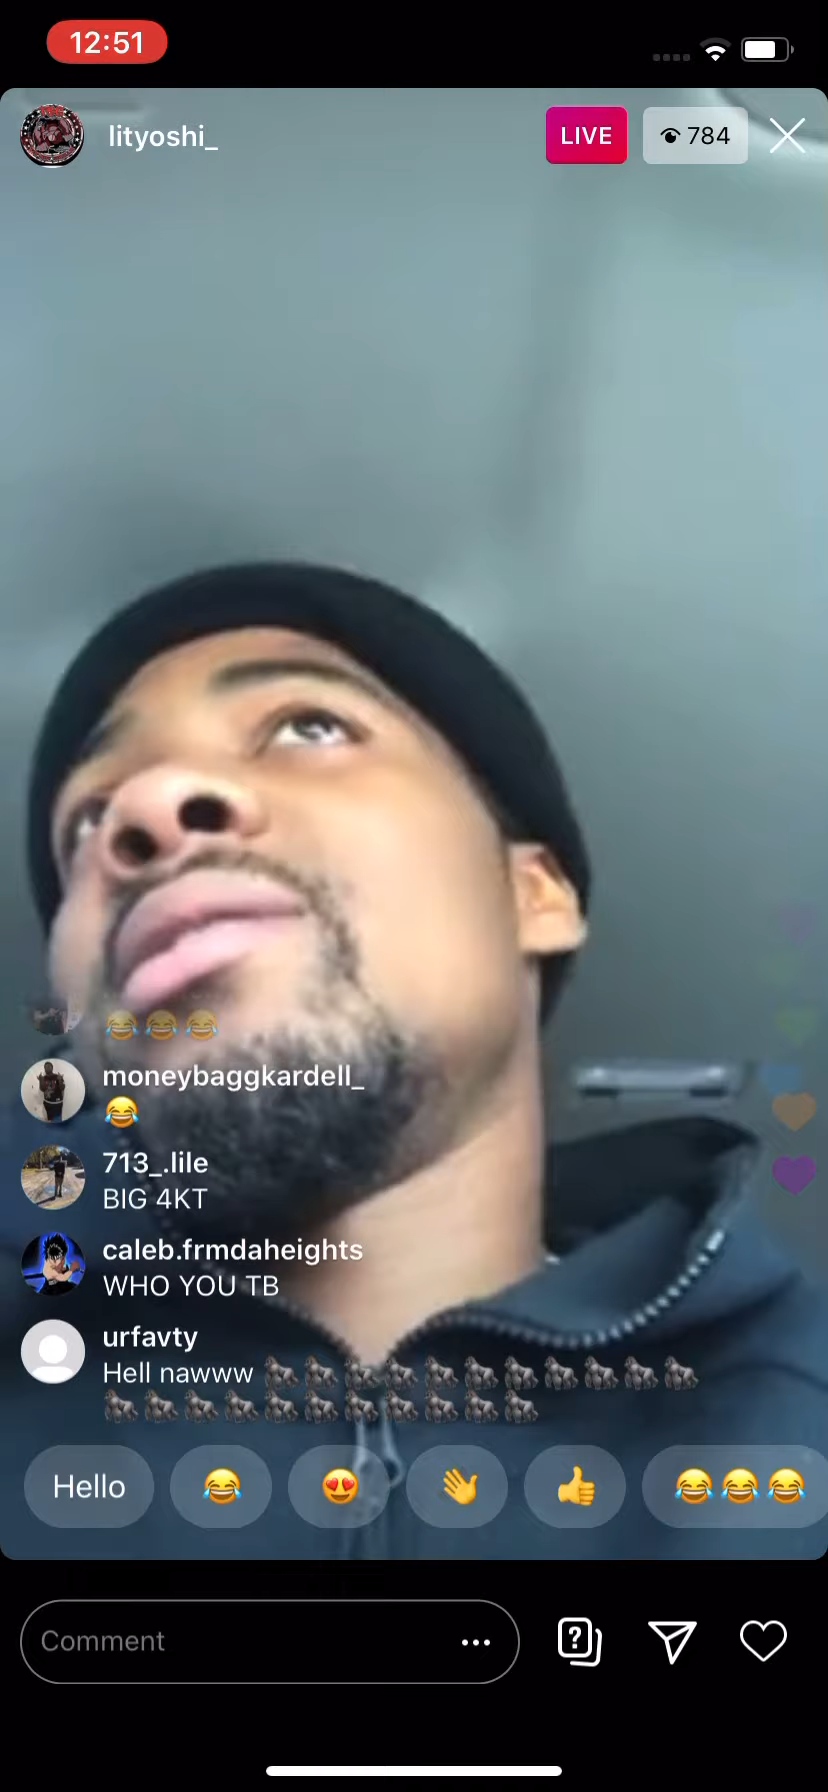 12:51
lityoshi_
LIVE
784
😂😂😂
moneybaggkardell_
😂
713_.lile
BIG 4KT
caleb.frmdaheights
WHO YOU TB
urfavty
Hell nawww 🦍🦍🦍🦍🦍🦍🦍🦍🦍🦍🦍
🦍🦍🦍🦍🦍🦍🦍🦍🦍🦍🦍
Hello 😂 😍 👋 👍 😂😂😂
Comment